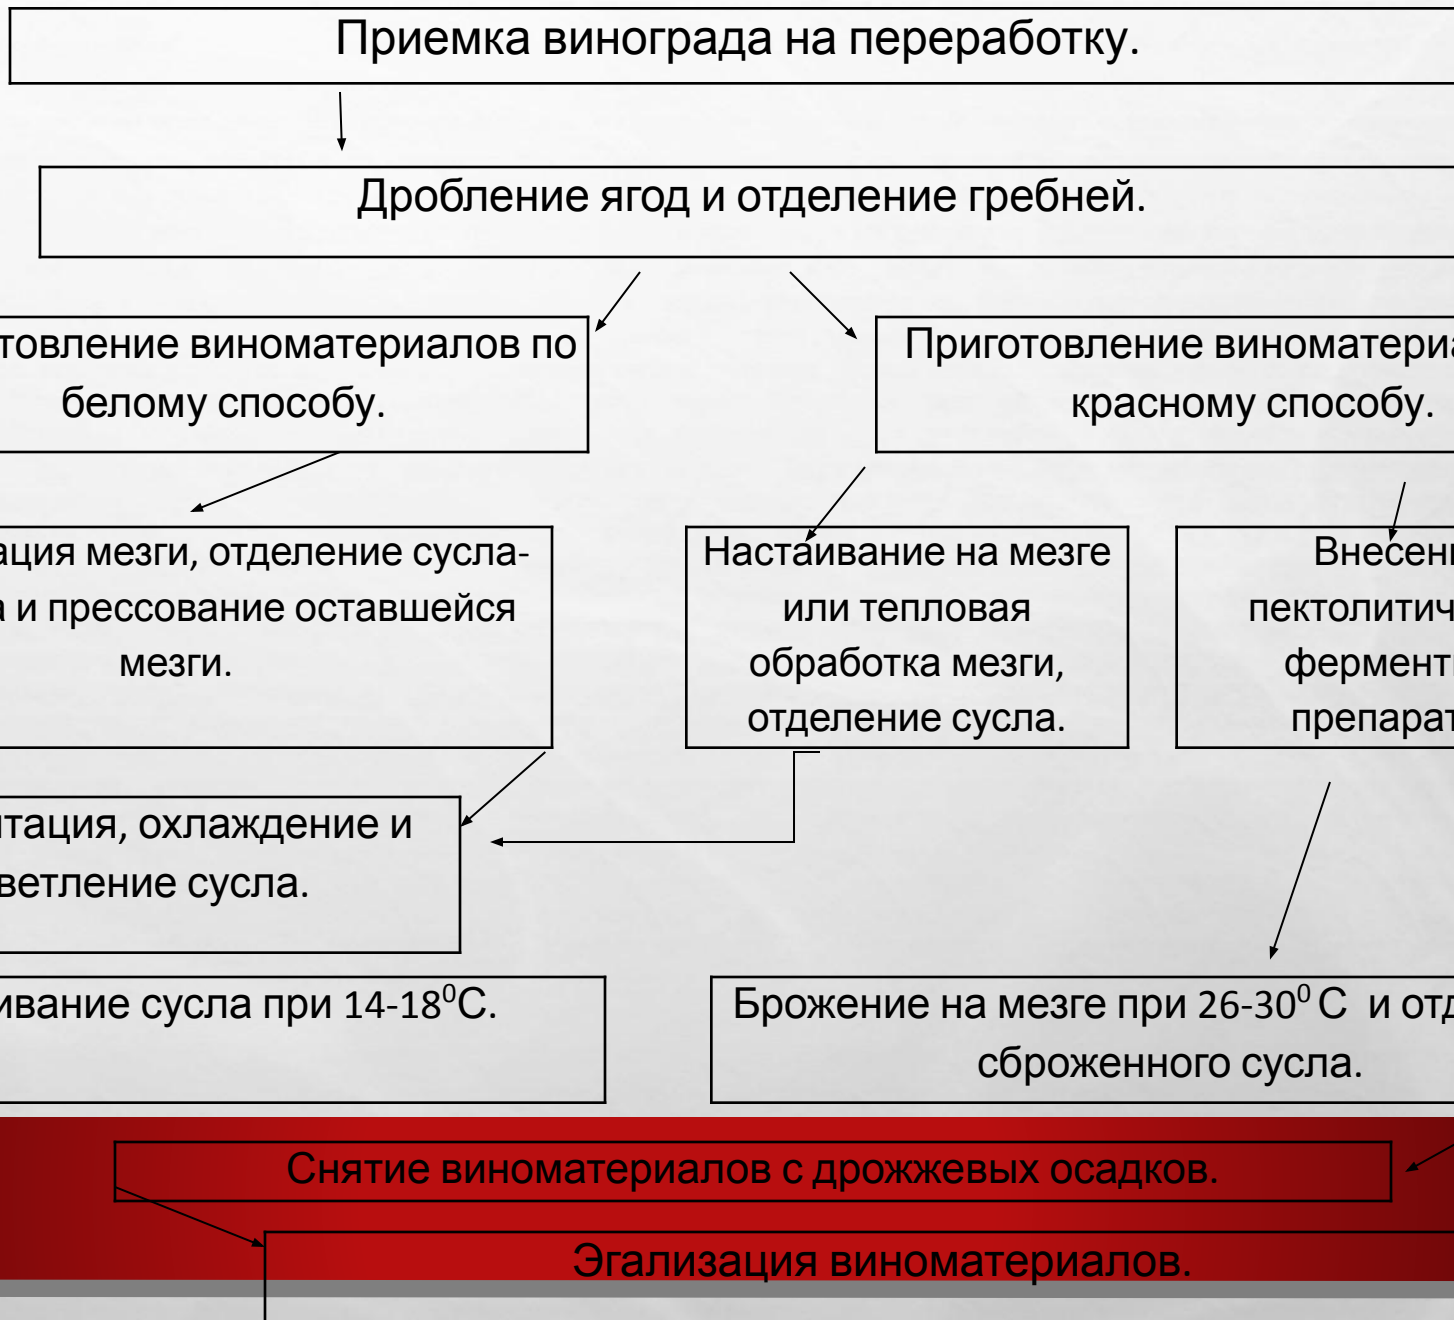 Приемка винограда на переработку.
Дробление ягод и отделение гребней.
товление виноматериалов по
белому способу.
Приготовление виноматериа
красному способу.
ация мезги, отделение сусла-
а и прессование оставшейся
мезги.
Настаивание на мезге
или тепловая
обработка мезги,
отделение сусла.
Внесен
пектолитич
ферменти
препарат
нтация, охлаждение и
ветление сусла.
ивание сусла при 14-18⁰С.
Брожение на мезге при 26-30⁰ С и отд
сброженного сусла.
Снятие виноматериалов с дрожжевых осадков.
Эгализация виноматериалов.